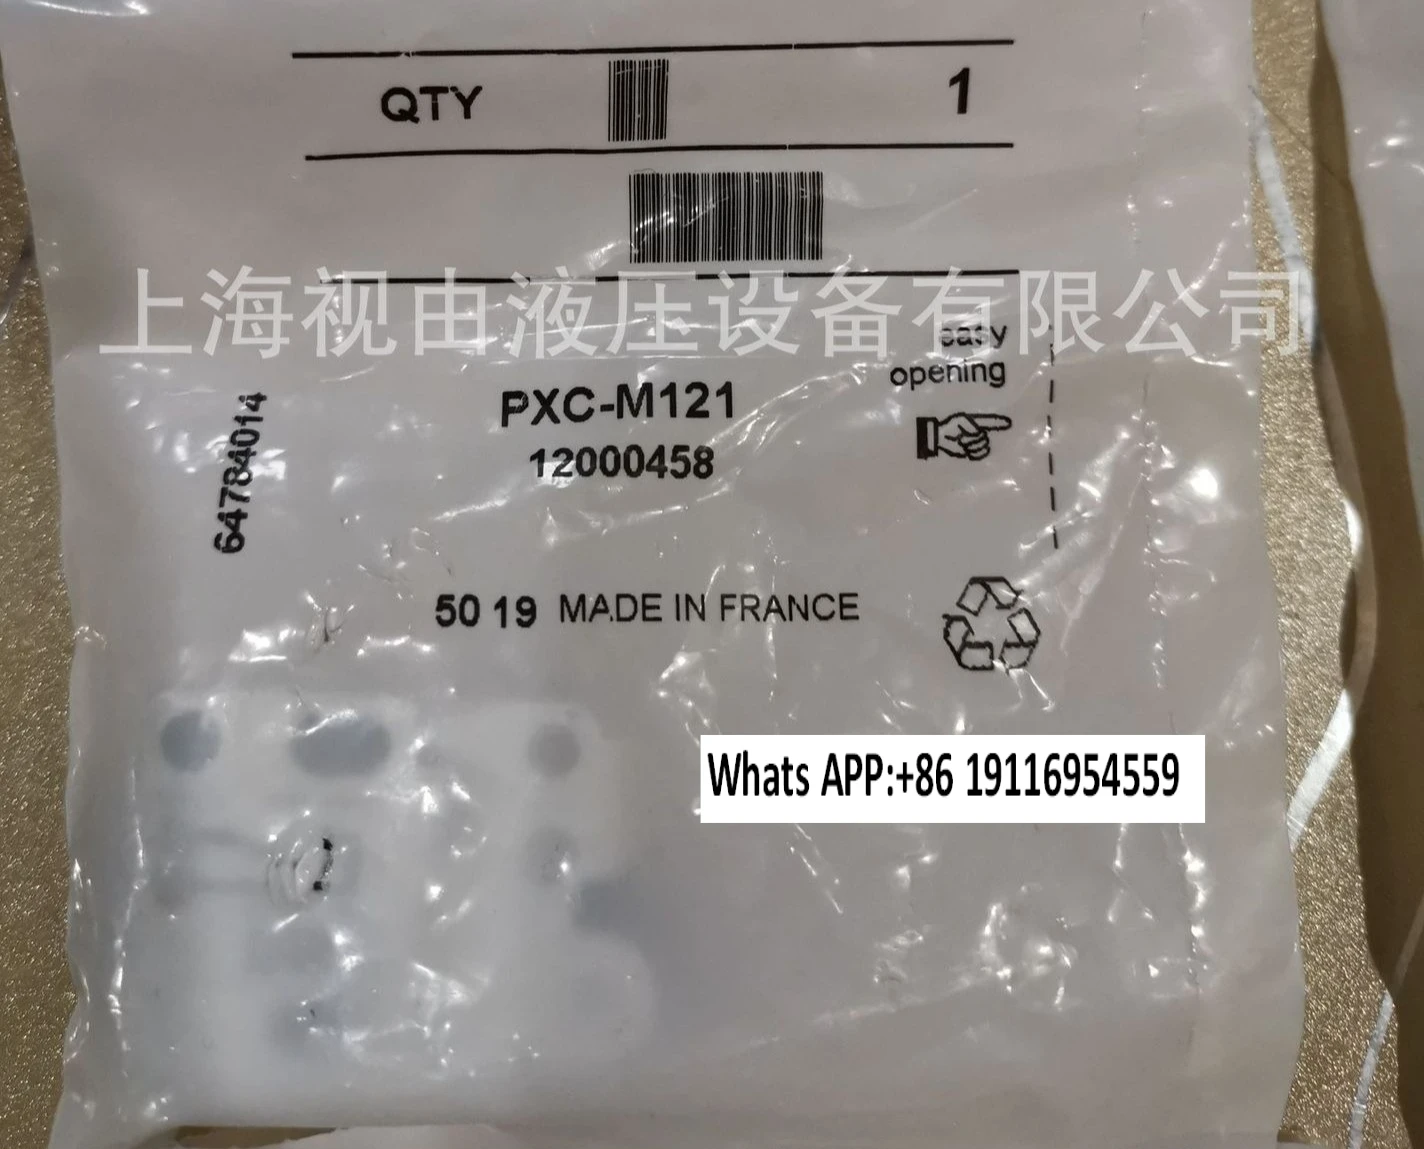 QTY 1
上海视由液压设备有限公司
easy
opening
PXC-M121
12000458
64784014
50 19 MADE IN FRANCE
Whats APP:+86 19116954559